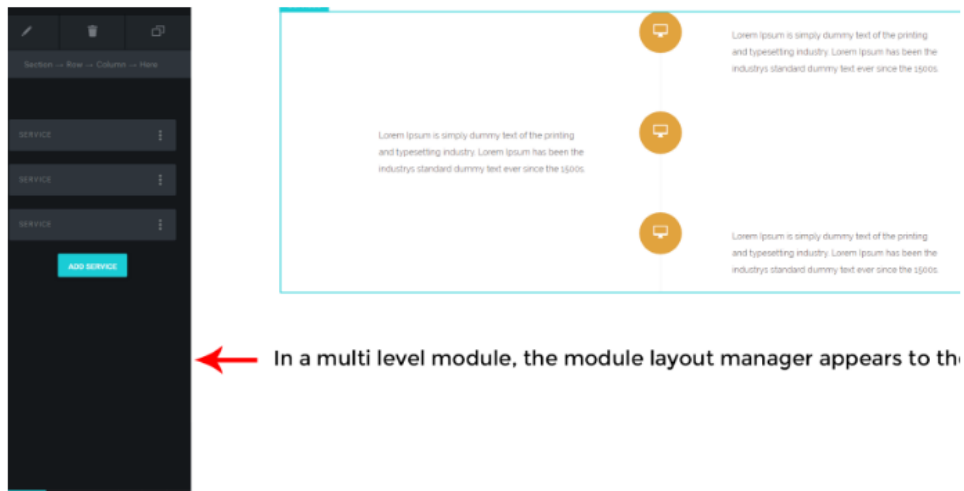 Section → Row → Column → Here
SERVICE
SERVICE
SERVICE
ADD SERVICE
Lorem Ipsum is simply dummy text of the printing
and typesetting industry. Lorem Ipsum has been the
industrys standard dummy text ever since the 1500s.
Lorem Ipsum is simply dummy text of the printing
and typesetting industry. Lorem Ipsum has been the
industrys standard dummy text ever since the 1500s.
Lorem Ipsum is simply dummy text of the printing
and typesetting industry. Lorem Ipsum has been the
industrys standard dummy text ever since the 1500s.
In a multi level module, the module layout manager appears to the